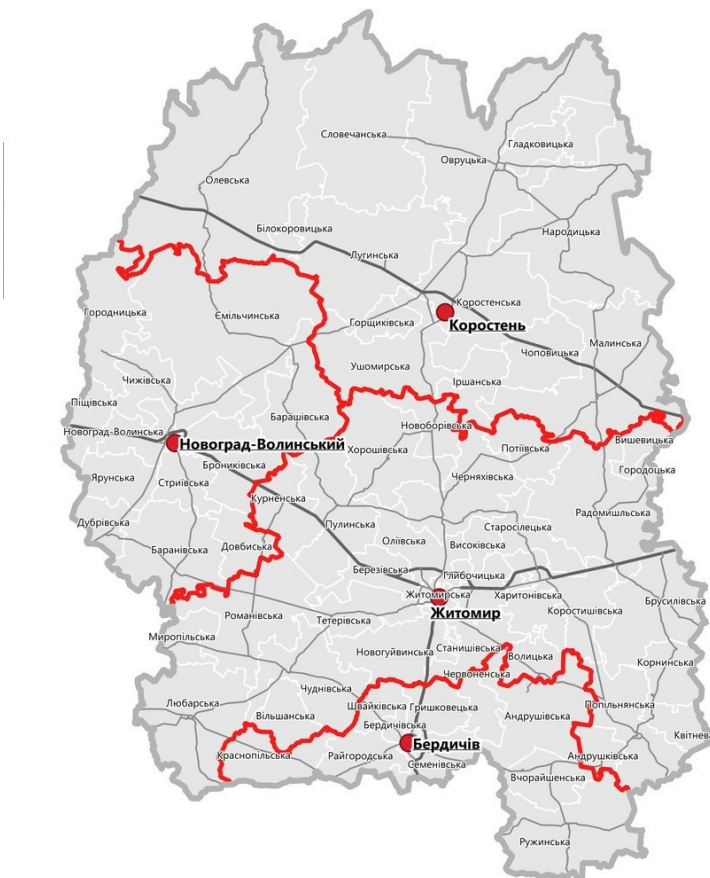 Словечанська
Гладковицька
Овруцька
Олевська
Білокоровицька
Народицька
Лугинська
Коростенська
Городницька
Ємільчинська
Горщиківська
Коростень
Малинська
Чоповицька
Ушомирська
Чижівська
Іршанська
Піщівська
Барашівська
Новоград-Волинська
Новоборівська
Новоград-Волинський
Вишевицька
Хорошівська
Потіївська
Брониківська
Городоцька
Ярунська
Стриївська
Черняхівська
Курненська
Радомишльська
Дубрівська
Пулинська
Старосілецька
Оліївська
Високівська
Баранівська
Довбиська
Березівська
Глибочицька
Житомирська
Харитонівська
Брусилівська
Житомир
Коростишівська
Романівська
Тетерівська
Миропільська
Станишівська
Новогуйвинська
Волицька
Корнинська
Червоненська
Чуднівська
Любарська
Швайківська
Гришковецька
Попільнянська
Вільшанська
Андрушівська
Бердичівська
Квітнева
Бердичів
Краснопільська
Райгородська
Андрушківська
Семенівська
Вчорайшенська
Ружинська